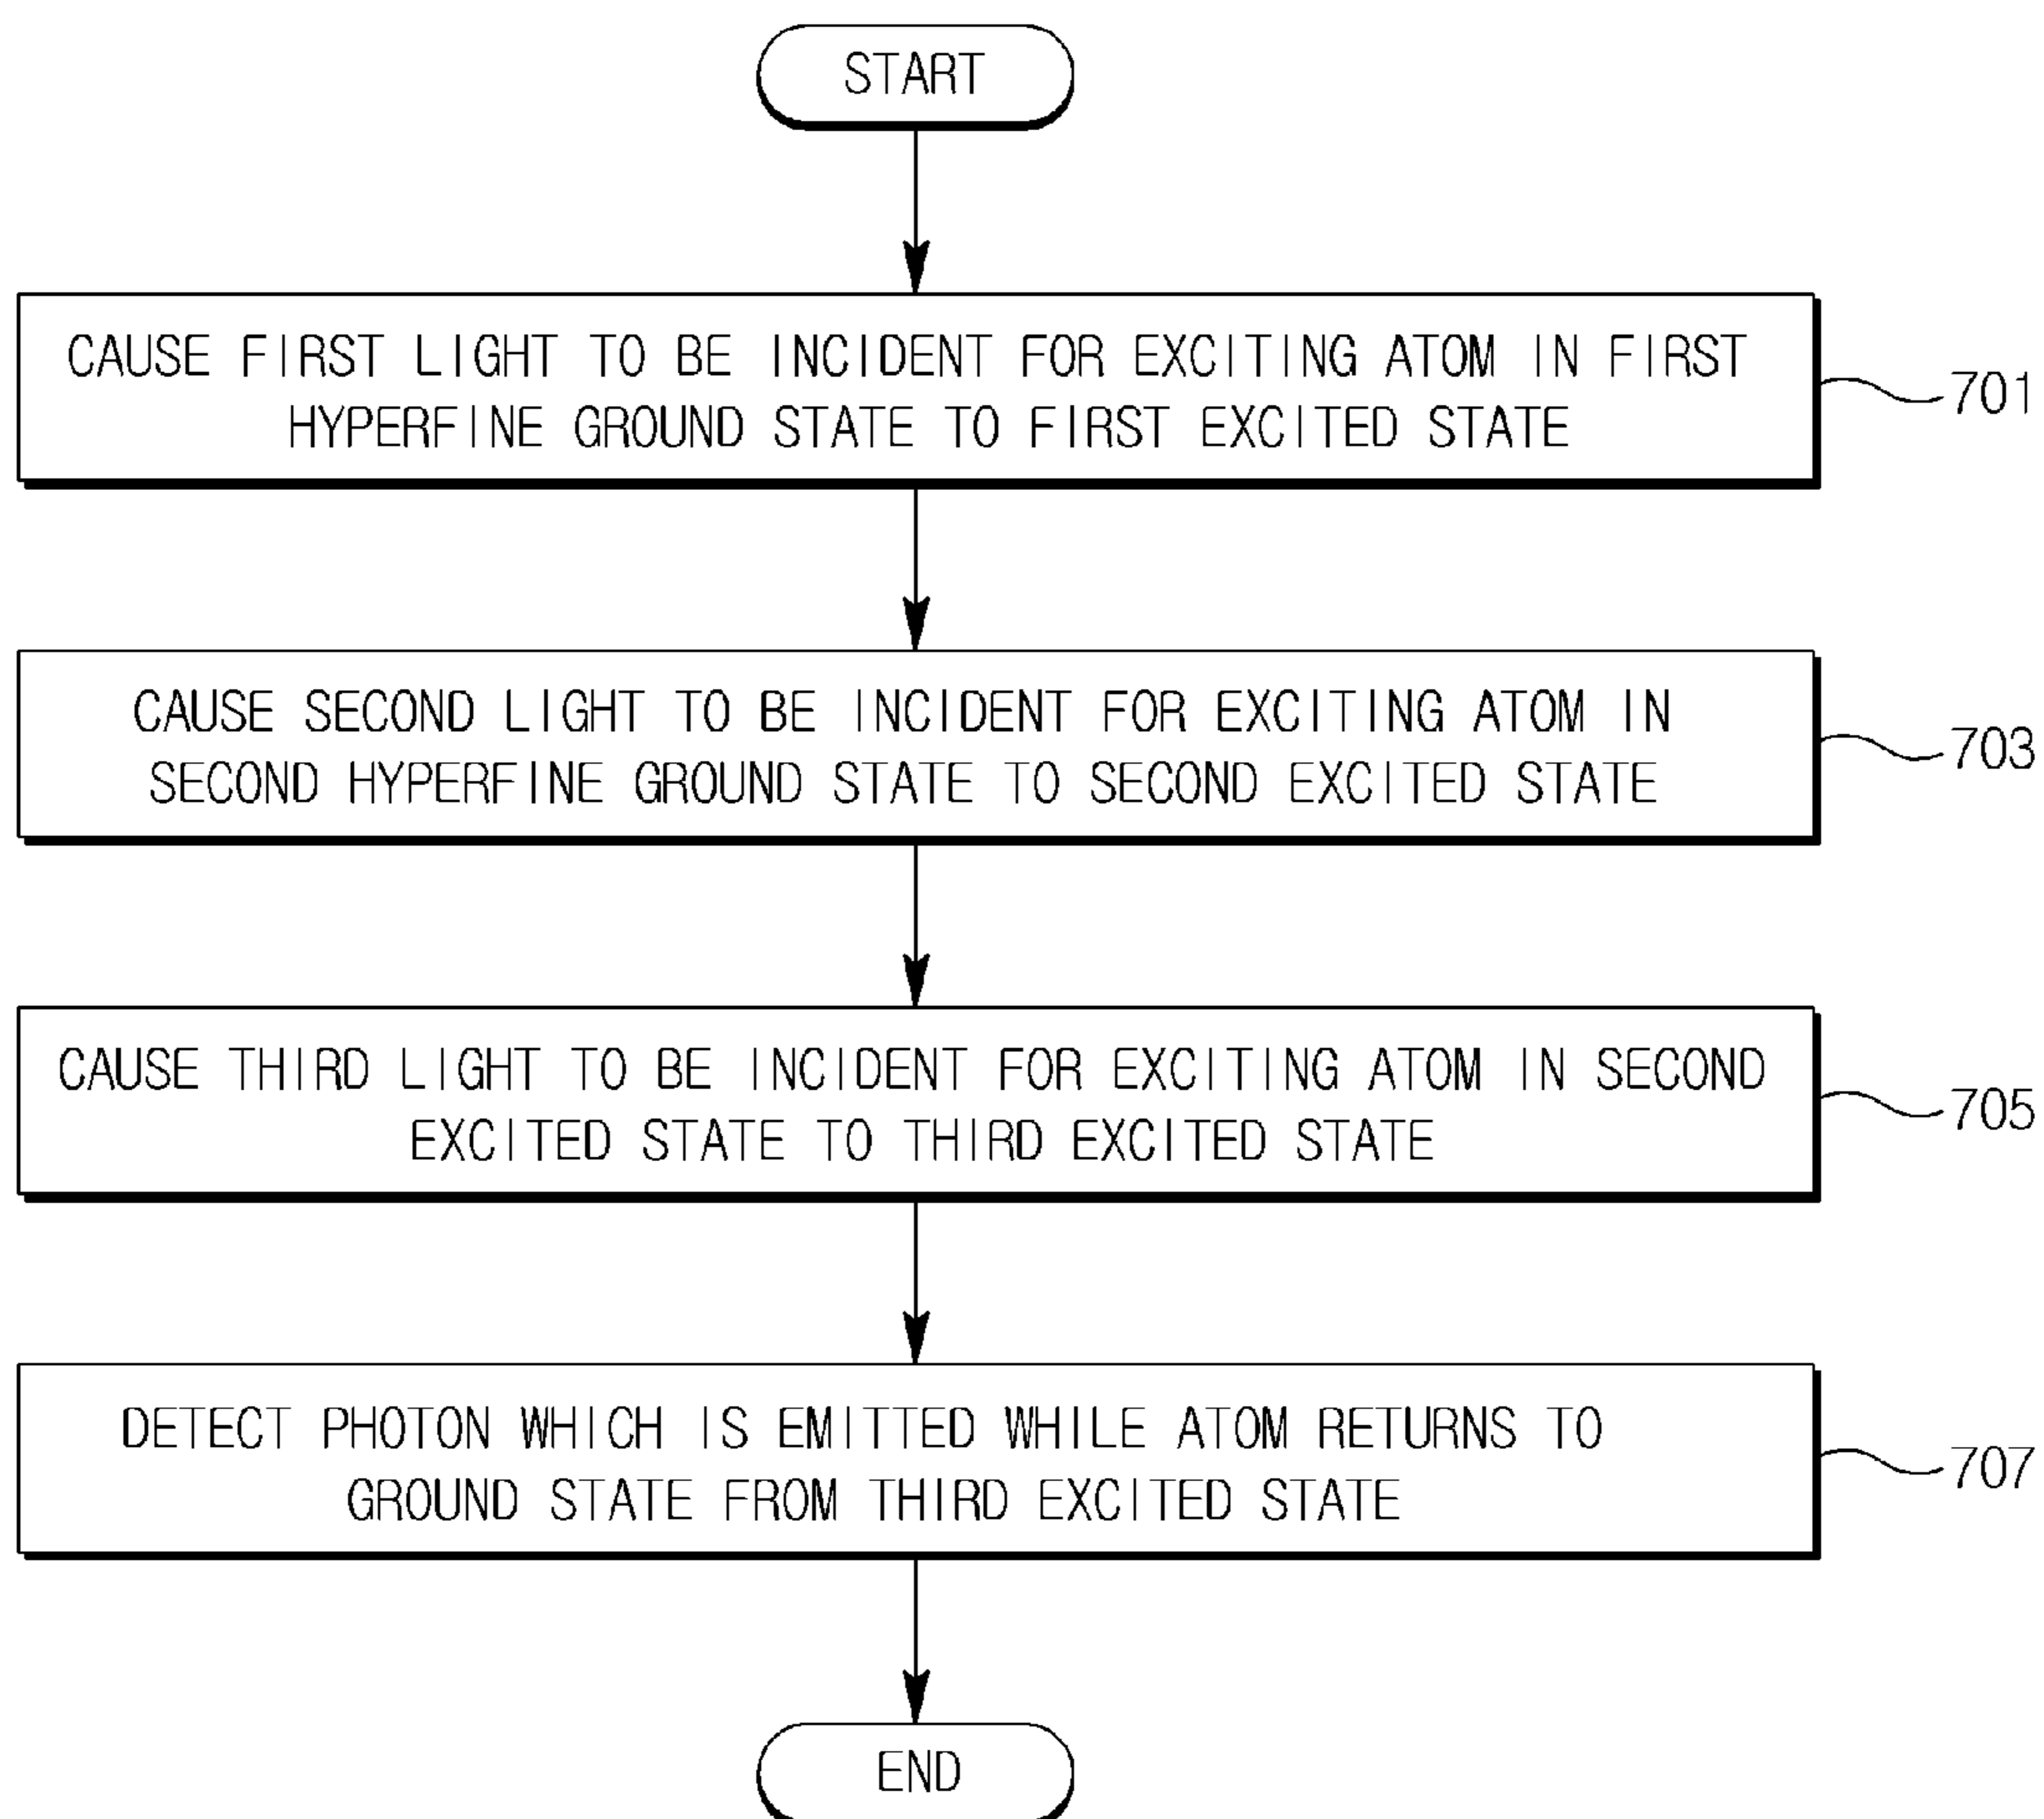 START
CAUSE FIRST LIGHT TO BE INCIDENT FOR EXCITING ATOM IN FIRST
HYPERFINE GROUND STATE TO FIRST EXCITED STATE
701
CAUSE SECOND LIGHT TO BE INCIDENT FOR EXCITING ATOM IN
SECOND HYPERFINE GROUND STATE TO SECOND EXCITED STATE
703
CAUSE THIRD LIGHT TO BE INCIDENT FOR EXCITING ATOM IN SECOND
EXCITED STATE TO THIRD EXCITED STATE
705
DETECT PHOTON WHICH IS EMITTED WHILE ATOM RETURNS TO
GROUND STATE FROM THIRD EXCITED STATE
707
END